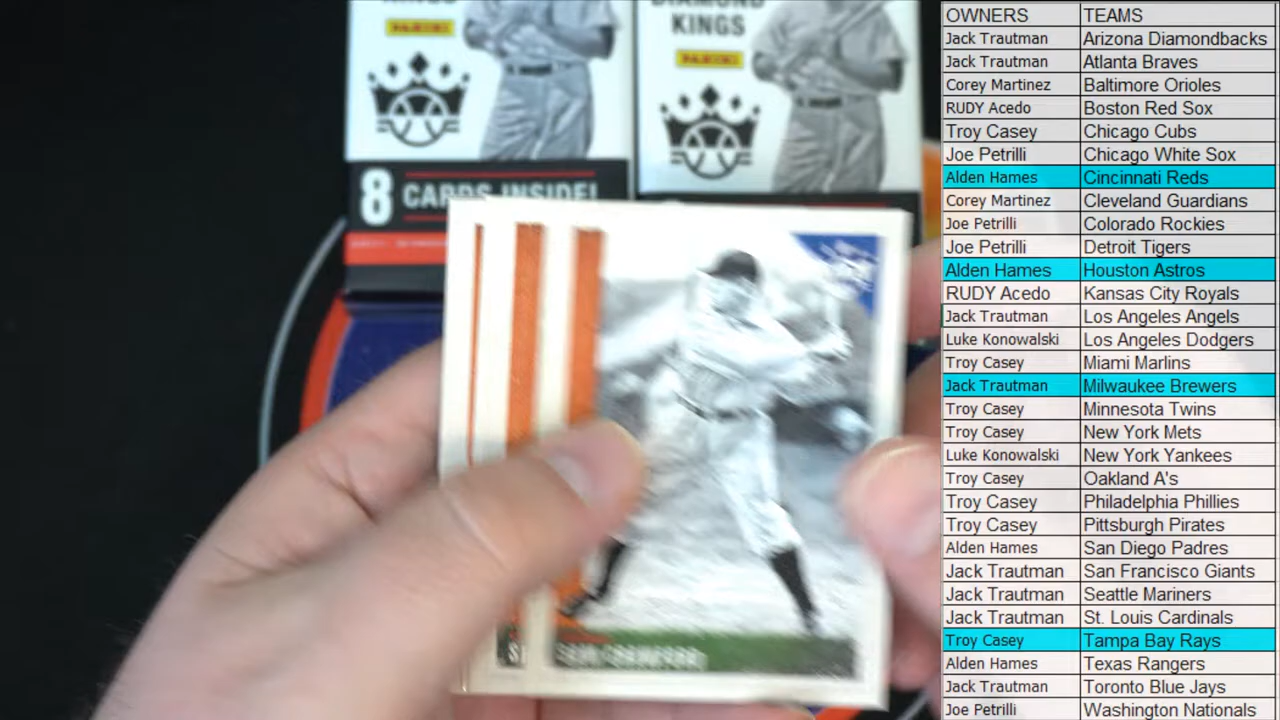 KINGS
PANINI
DIAMOND
KINGS
PANINI
8 CARDS INSIDE!
SAM CRAWFORD
OWNERS TEAMS
Jack Trautman Arizona Diamondbacks
Jack Trautman Atlanta Braves
Corey Martinez Baltimore Orioles
RUDY Acedo Boston Red Sox
Troy Casey Chicago Cubs
Joe Petrilli Chicago White Sox
Alden Hames Cincinnati Reds
Corey Martinez Cleveland Guardians
Joe Petrilli Colorado Rockies
Joe Petrilli Detroit Tigers
Alden Hames Houston Astros
RUDY Acedo Kansas City Royals
Jack Trautman Los Angeles Angels
Luke Konowalski Los Angeles Dodgers
Troy Casey Miami Marlins
Jack Trautman Milwaukee Brewers
Troy Casey Minnesota Twins
Troy Casey New York Mets
Luke Konowalski New York Yankees
Troy Casey Oakland A's
Troy Casey Philadelphia Phillies
Troy Casey Pittsburgh Pirates
Alden Hames San Diego Padres
Jack Trautman San Francisco Giants
Jack Trautman Seattle Mariners
Jack Trautman St. Louis Cardinals
Troy Casey Tampa Bay Rays
Alden Hames Texas Rangers
Jack Trautman Toronto Blue Jays
Joe Petrilli Washington Nationals